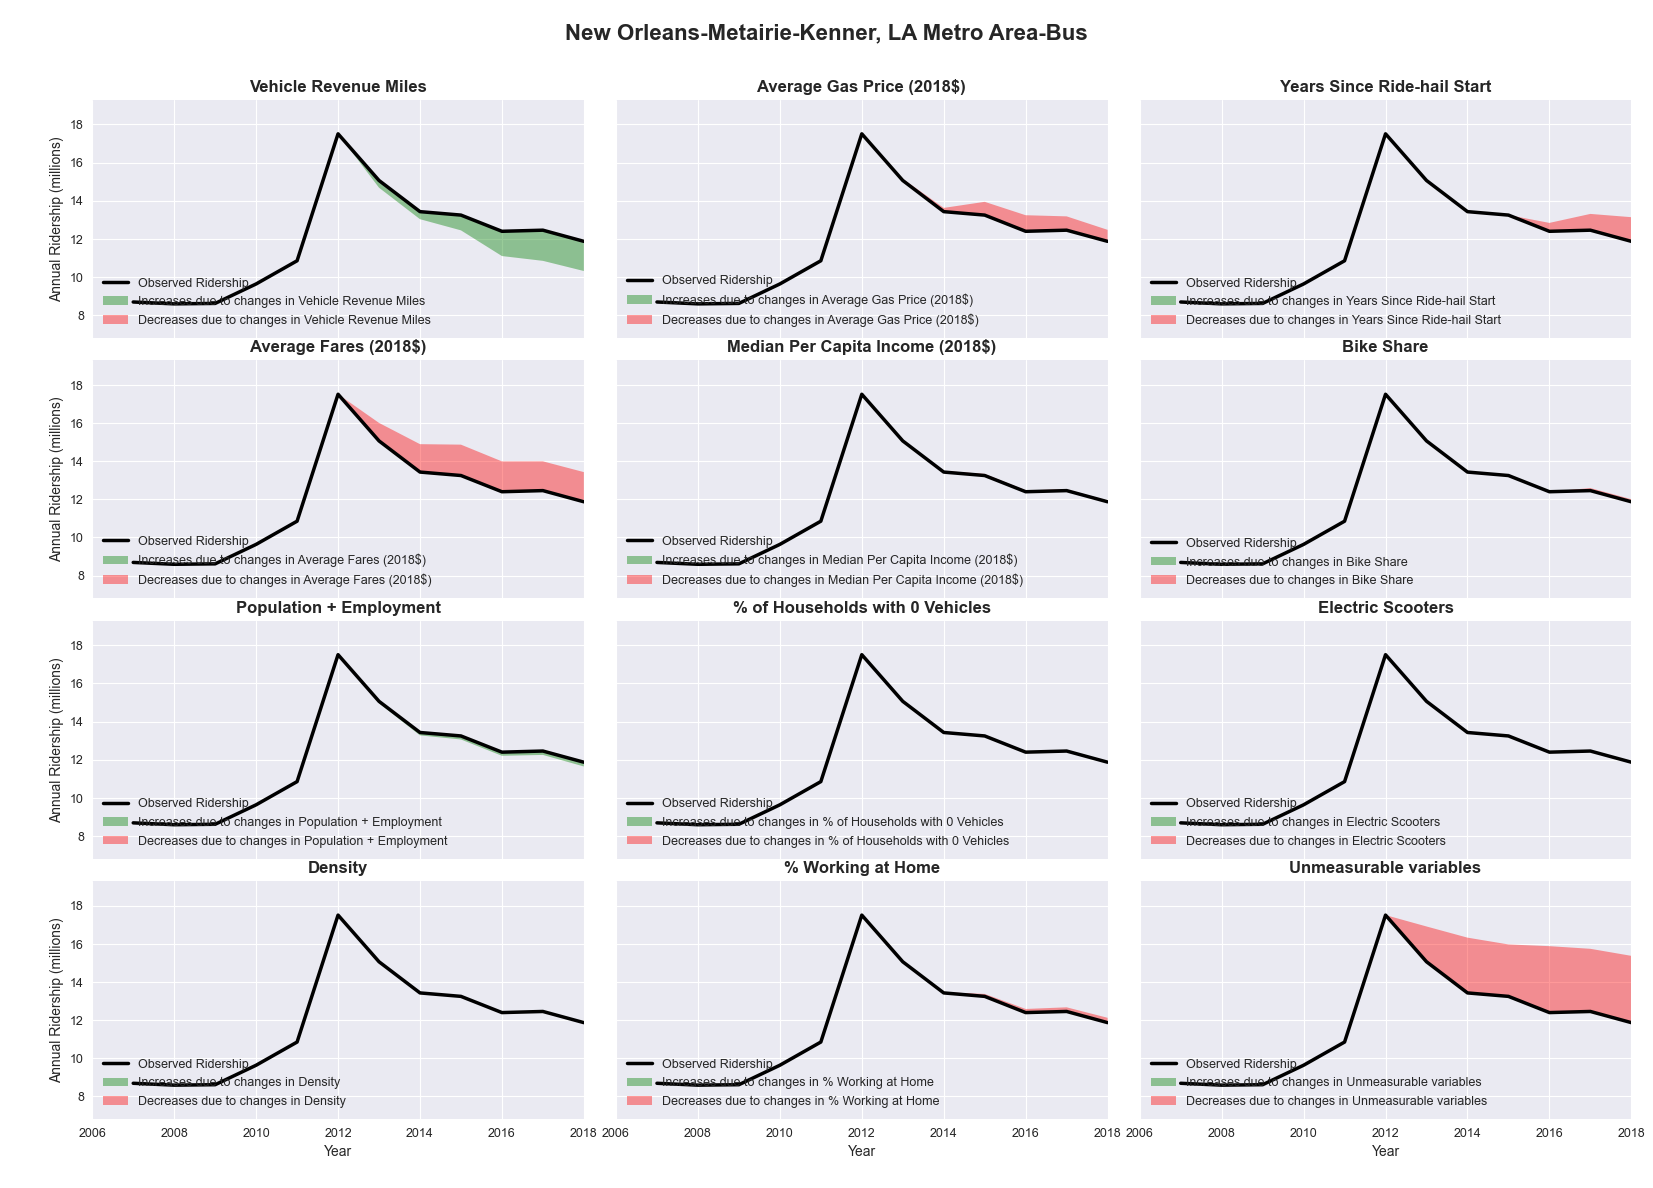 New Orleans-Metairie-Kenner, LA Metro Area-Bus
Vehicle Revenue Miles
Annual Ridership (millions)
18
16
14
12
10
8
Observed Ridership
Increases due to changes in Vehicle Revenue Miles
Decreases due to changes in Vehicle Revenue Miles
Average Gas Price (2018$)
Observed Ridership
Increases due to changes in Average Gas Price (2018$)
Decreases due to changes in Average Gas Price (2018$)
Years Since Ride-hail Start
Observed Ridership
Increases due to changes in Years Since Ride-hail Start
Decreases due to changes in Years Since Ride-hail Start
Average Fares (2018$)
Annual Ridership (millions)
18
16
14
12
10
8
Observed Ridership
Increases due to changes in Average Fares (2018$)
Decreases due to changes in Average Fares (2018$)
Median Per Capita Income (2018$)
Observed Ridership
Increases due to changes in Median Per Capita Income (2018$)
Decreases due to changes in Median Per Capita Income (2018$)
Bike Share
Observed Ridership
Increases due to changes in Bike Share
Decreases due to changes in Bike Share
Population + Employment
Annual Ridership (millions)
18
16
14
12
10
8
Observed Ridership
Increases due to changes in Population + Employment
Decreases due to changes in Population + Employment
% of Households with 0 Vehicles
Observed Ridership
Increases due to changes in % of Households with 0 Vehicles
Decreases due to changes in % of Households with 0 Vehicles
Electric Scooters
Observed Ridership
Increases due to changes in Electric Scooters
Decreases due to changes in Electric Scooters
Density
Annual Ridership (millions)
18
16
14
12
10
8
Observed Ridership
Increases due to changes in Density
Decreases due to changes in Density
2006 2008 2010 2012 2014 2016 2018
Year
% Working at Home
Observed Ridership
Increases due to changes in % Working at Home
Decreases due to changes in % Working at Home
2006 2008 2010 2012 2014 2016 2018
Year
Unmeasurable variables
Observed Ridership
Increases due to changes in Unmeasurable variables
Decreases due to changes in Unmeasurable variables
2006 2008 2010 2012 2014 2016 2018
Year